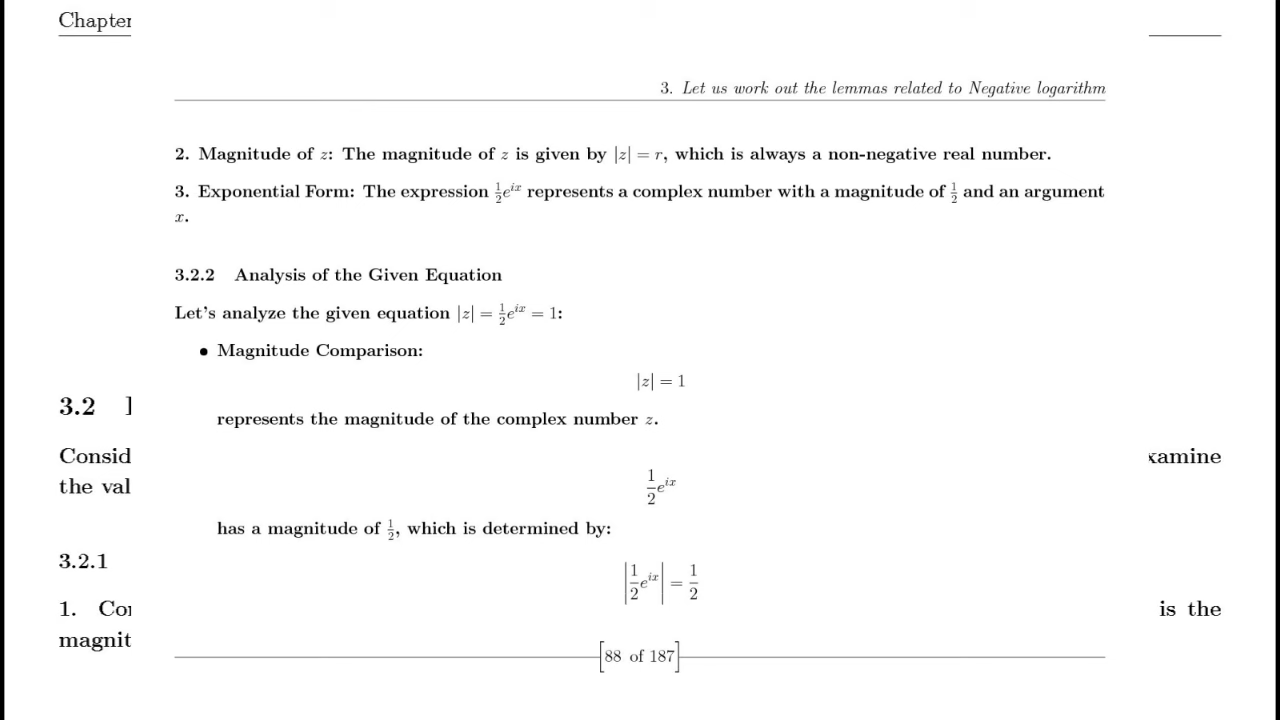 Chapter
3. Let us work out the lemmas related to Negative logarithm
2. Magnitude of z: The magnitude of z is given by |z| = r, which is always a non-negative real number.
3. Exponential Form: The expression ½e^{ix} represents a complex number with a magnitude of ½ and an argument
x.
3.2.2 Analysis of the Given Equation
Let's analyze the given equation |z| = ½e^{ix} = 1:
• Magnitude Comparison:
|z| = 1
represents the magnitude of the complex number z.
½e^{ix}
has a magnitude of ½, which is determined by:
|½e^{ix}| = ½
[88 of 187]
3.2
the
3.2.1
1.
is the